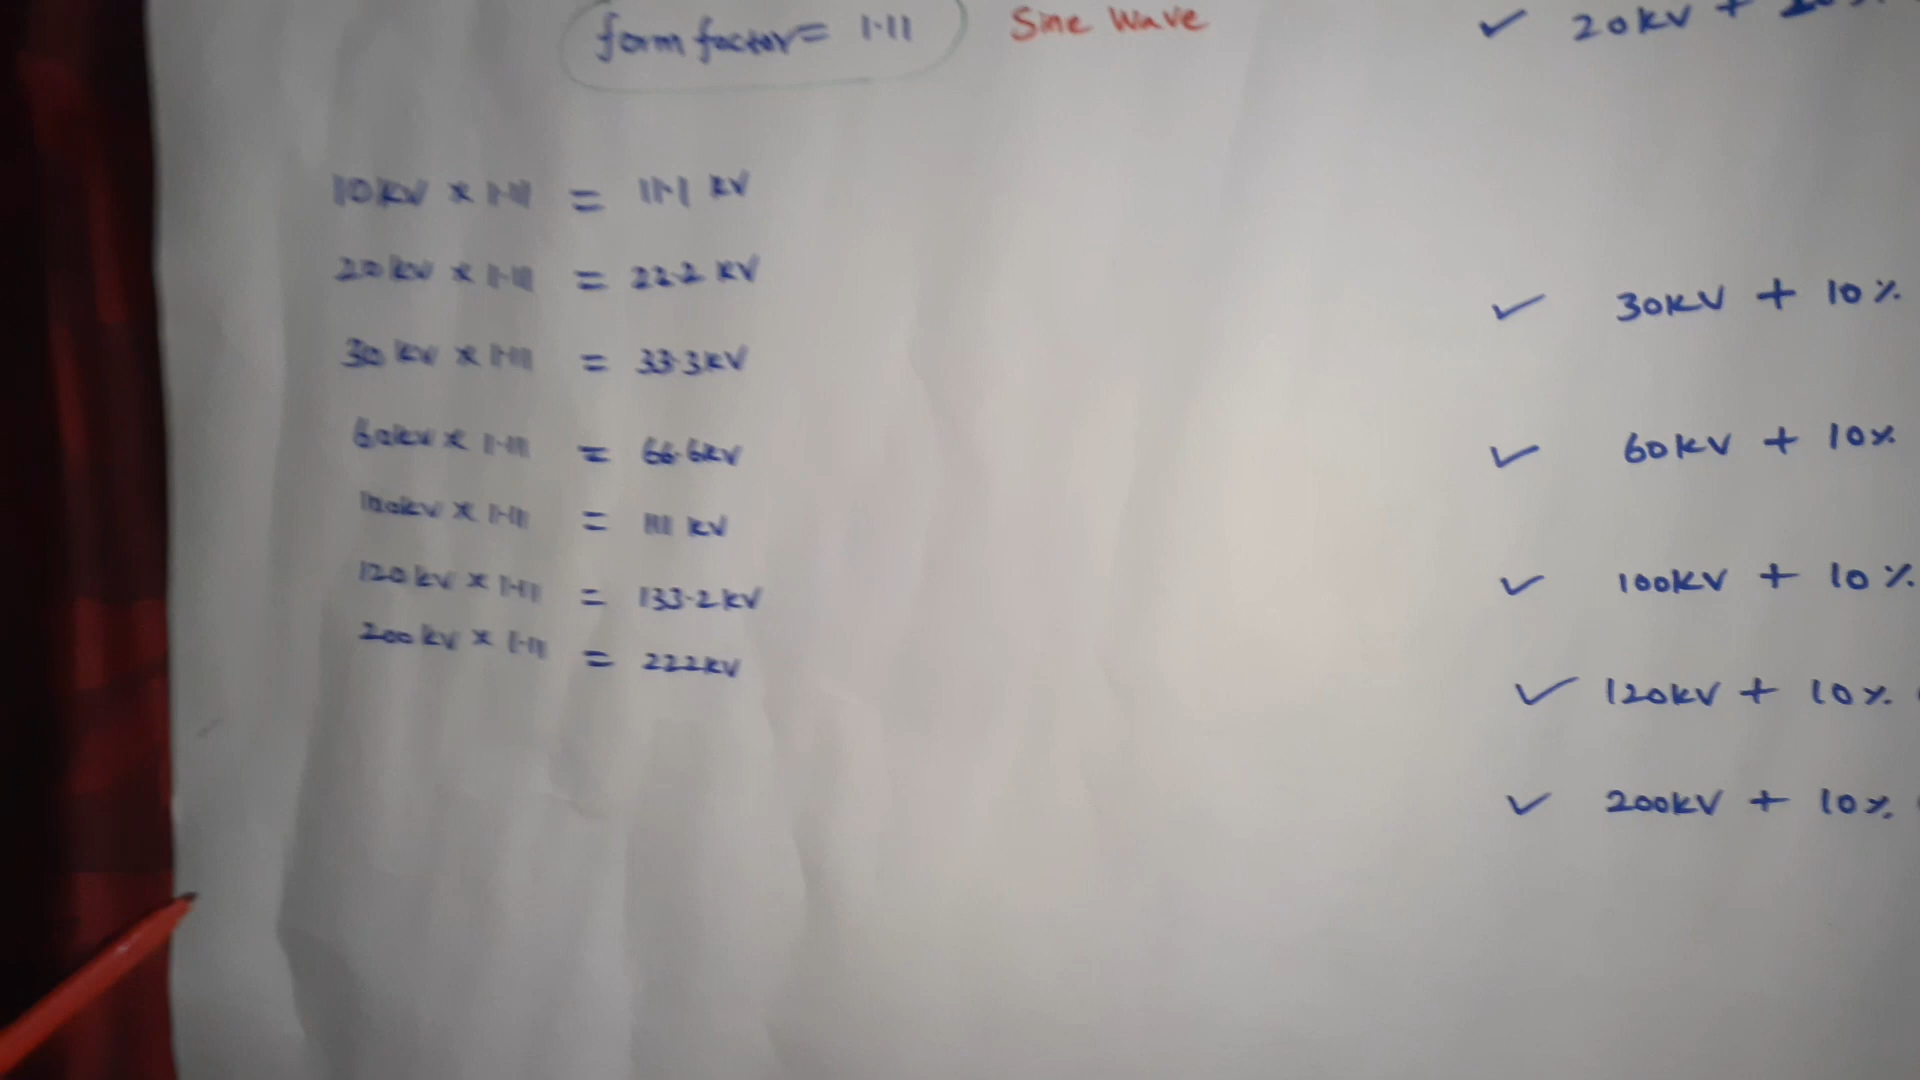 form factor = 1.11
Sine Wave
10kV × 1.11 = 11.1 kV
20kV × 1.11 = 22.2 kV
30 kV × 1.11 = 33.3kV
60kV × 1.11 = 66.6kV
100kV × 1.11 = 111 kV
120kV × 1.11 = 133.2kV
200kV × 1.11 = 222kV
✓ 20kV +
✓ 30kV + 10%
✓ 60kV + 10%
✓ 100kV + 10%
✓ 120kV + 10%
✓ 200kV + 10%